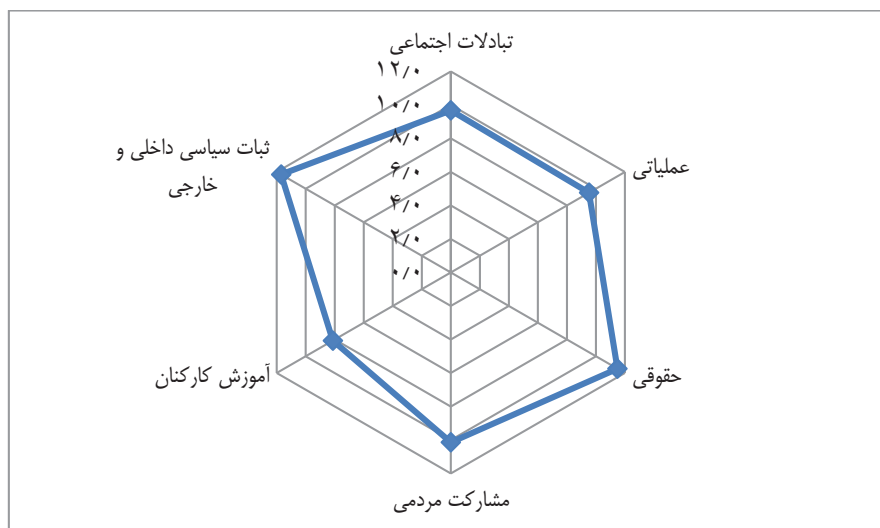 تبادلات اجتماعی
۱۲/۰
۱۰/۰
۸/۰
۶/۰
۴/۰
۲/۰
۰/۰
عملیاتی
حقوقی
مشارکت مردمی
آموزش کارکنان
ثبات سیاسی داخلی و
خارجی